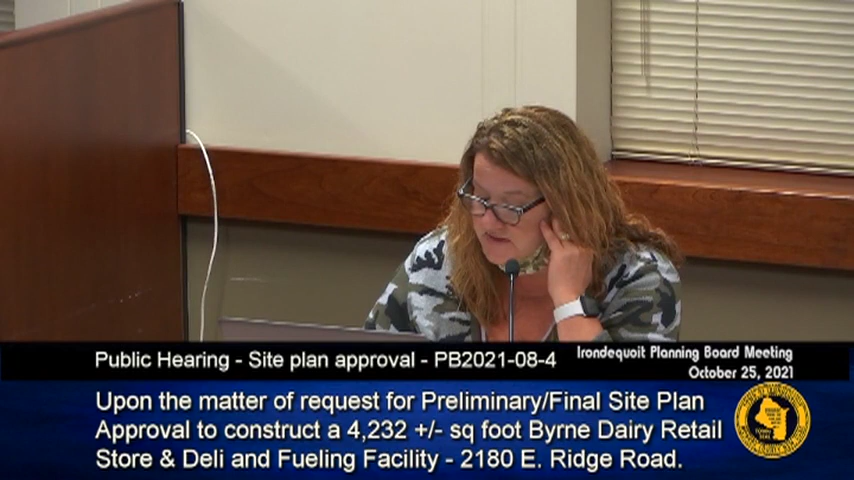 Public Hearing - Site plan approval - PB2021-08-4
Irondequoit Planning Board Meeting
October 25, 2021
Upon the matter of request for Preliminary/Final Site Plan
Approval to construct a 4,232 +/- sq foot Byrne Dairy Retail
Store & Deli and Fueling Facility - 2180 E. Ridge Road.